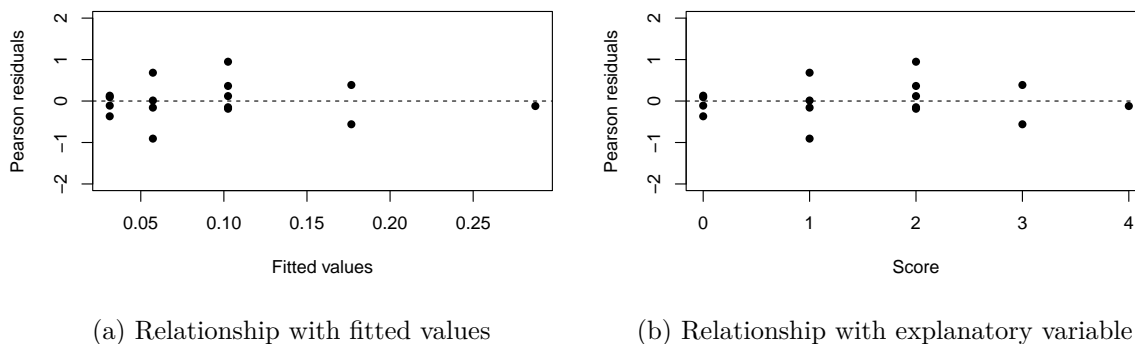 Pearson residuals
2
1
0
−1
−2
0.05 0.10 0.15 0.20 0.25
Fitted values
(a) Relationship with fitted values
Pearson residuals
2
1
0
−1
−2
0 1 2 3 4
Score
(b) Relationship with explanatory variable